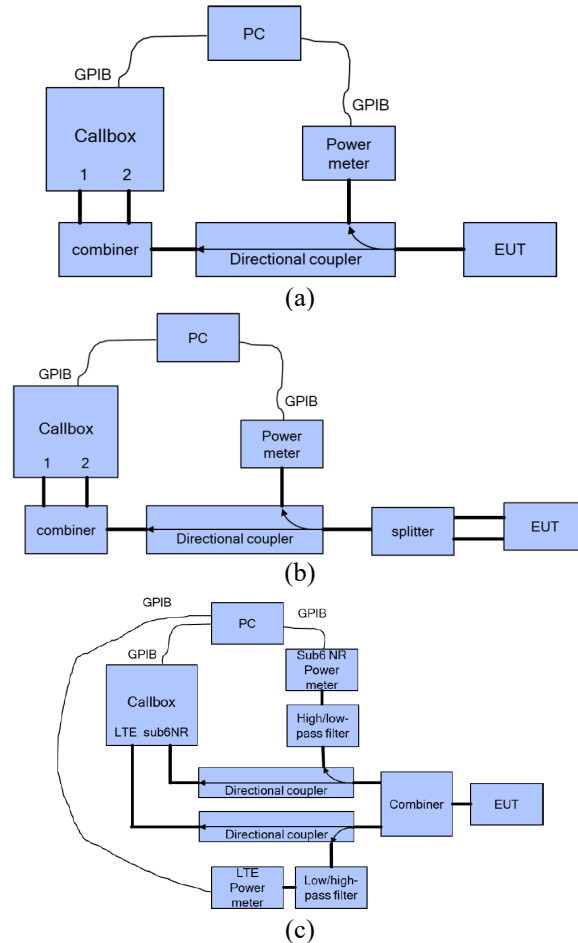 PC
GPIB
GPIB
Callbox
1 2
Power
meter
combiner
Directional coupler
EUT
(a)
PC
GPIB
GPIB
Callbox
1 2
Power
meter
combiner
Directional coupler
splitter
EUT
(b)
GPIB
PC
GPIB
GPIB
Sub6 NR
Power
meter
Callbox
LTE sub6NR
High/low-
pass filter
Directional coupler
Combiner
EUT
Directional coupler
LTE
Power
meter
Low/high-
pass filter
(c)